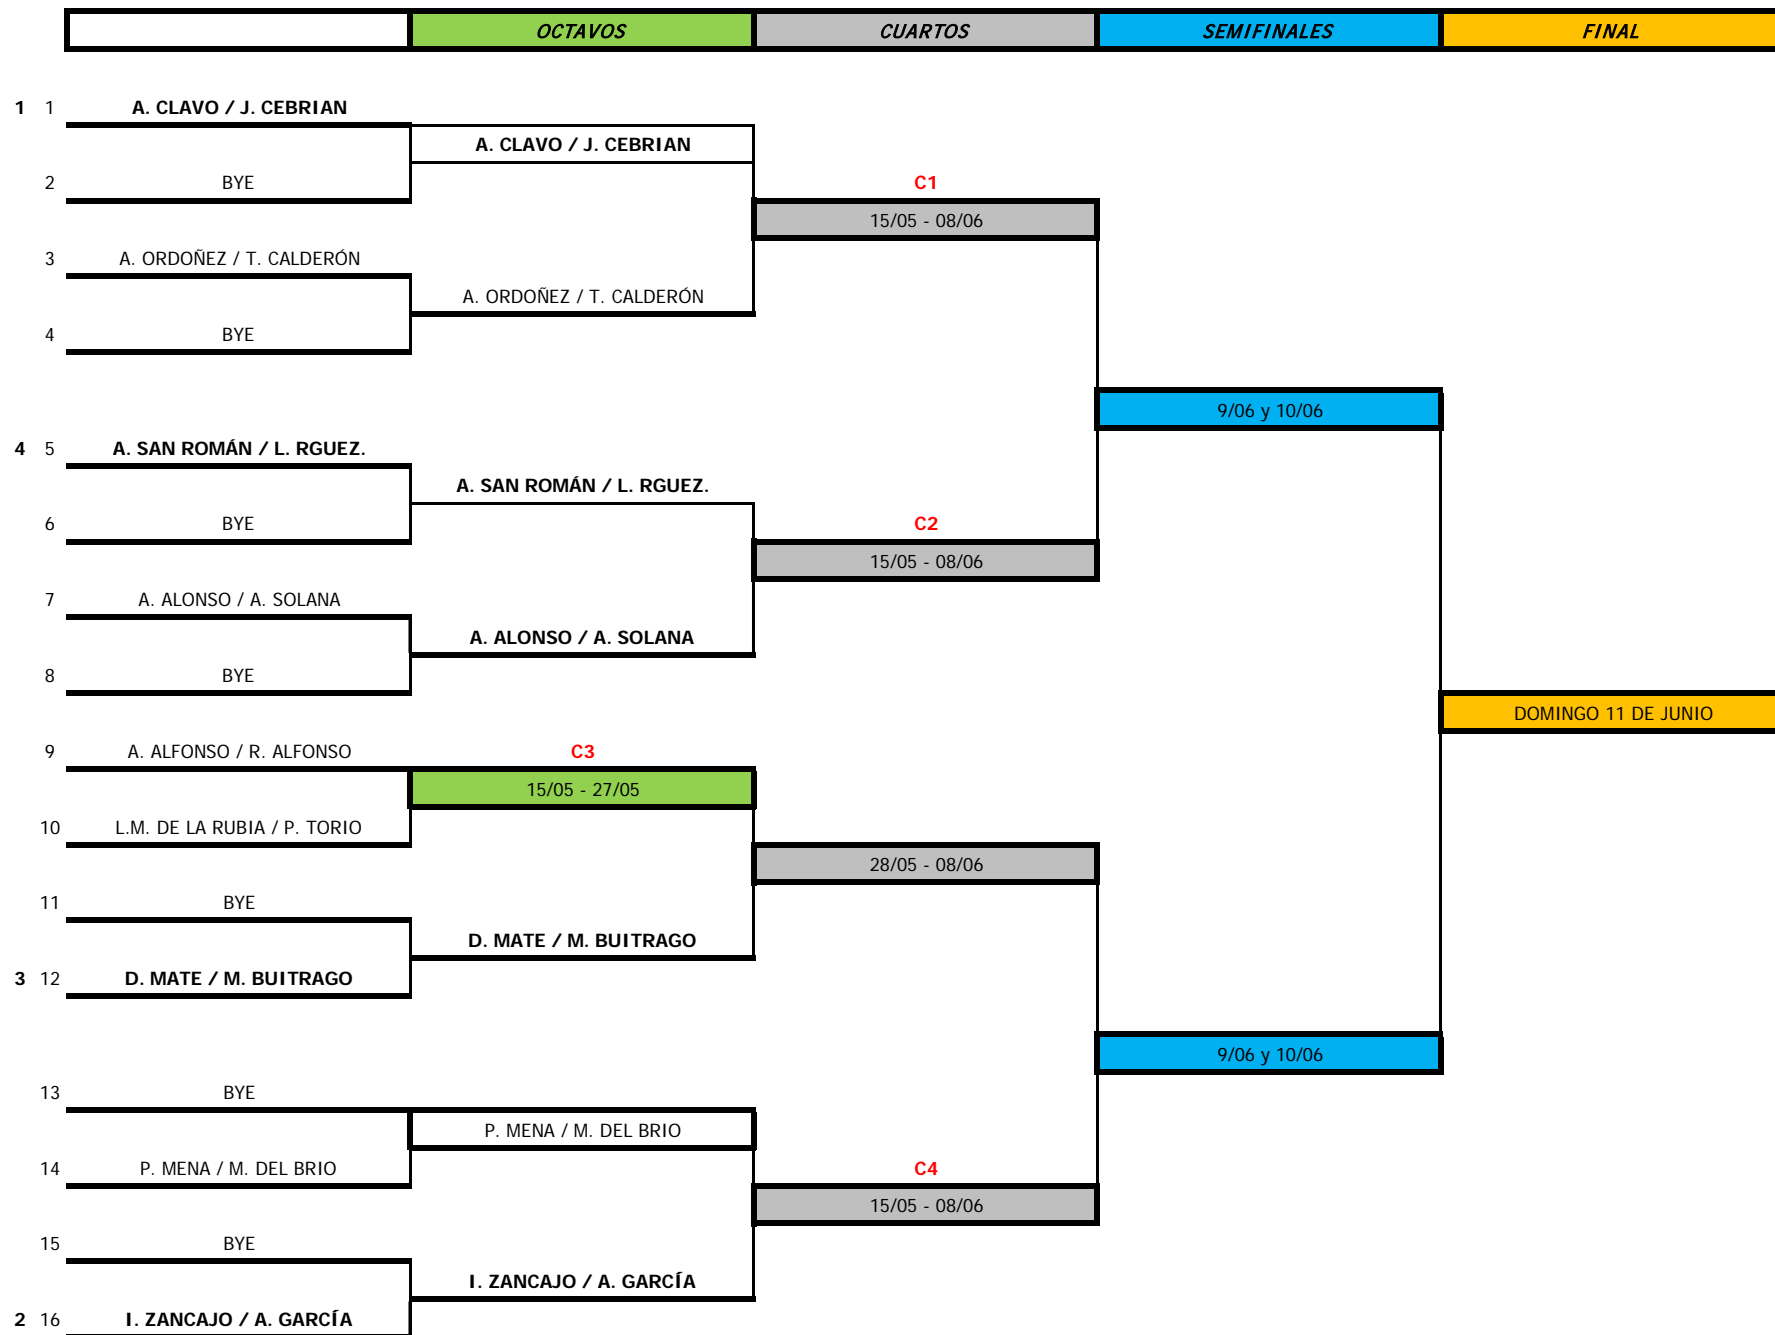 OCTAVOS CUARTOS SEMIFINALES FINAL
1 1 A. CLAVO / J. CEBRIAN
A. CLAVO / J. CEBRIAN
2 BYE C1
15/05 - 08/06
3 A. ORDOÑEZ / T. CALDERÓN
A. ORDOÑEZ / T. CALDERÓN
4 BYE
9/06 y 10/06
4 5 A. SAN ROMÁN / L. RGUEZ.
A. SAN ROMÁN / L. RGUEZ.
6 BYE C2
15/05 - 08/06
7 A. ALONSO / A. SOLANA
A. ALONSO / A. SOLANA
8 BYE
DOMINGO 11 DE JUNIO
9 A. ALFONSO / R. ALFONSO C3
15/05 - 27/05
10 L.M. DE LA RUBIA / P. TORIO
28/05 - 08/06
11 BYE
D. MATE / M. BUITRAGO
3 12 D. MATE / M. BUITRAGO
9/06 y 10/06
13 BYE
P. MENA / M. DEL BRIO
14 P. MENA / M. DEL BRIO C4
15/05 - 08/06
15 BYE
I. ZANCAJO / A. GARCÍA
2 16 I. ZANCAJO / A. GARCÍA